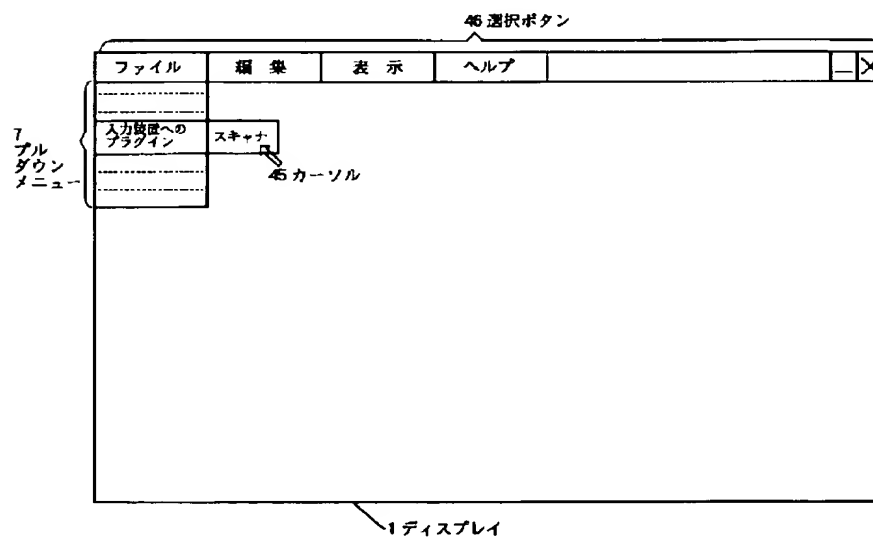 46 選択ボタン
ファイル 編集 表示 ヘルプ
入力装置への
プラグイン
スキャナ
45 カーソル
7
プル
ダウン
メニュー
1 ディスプレイ